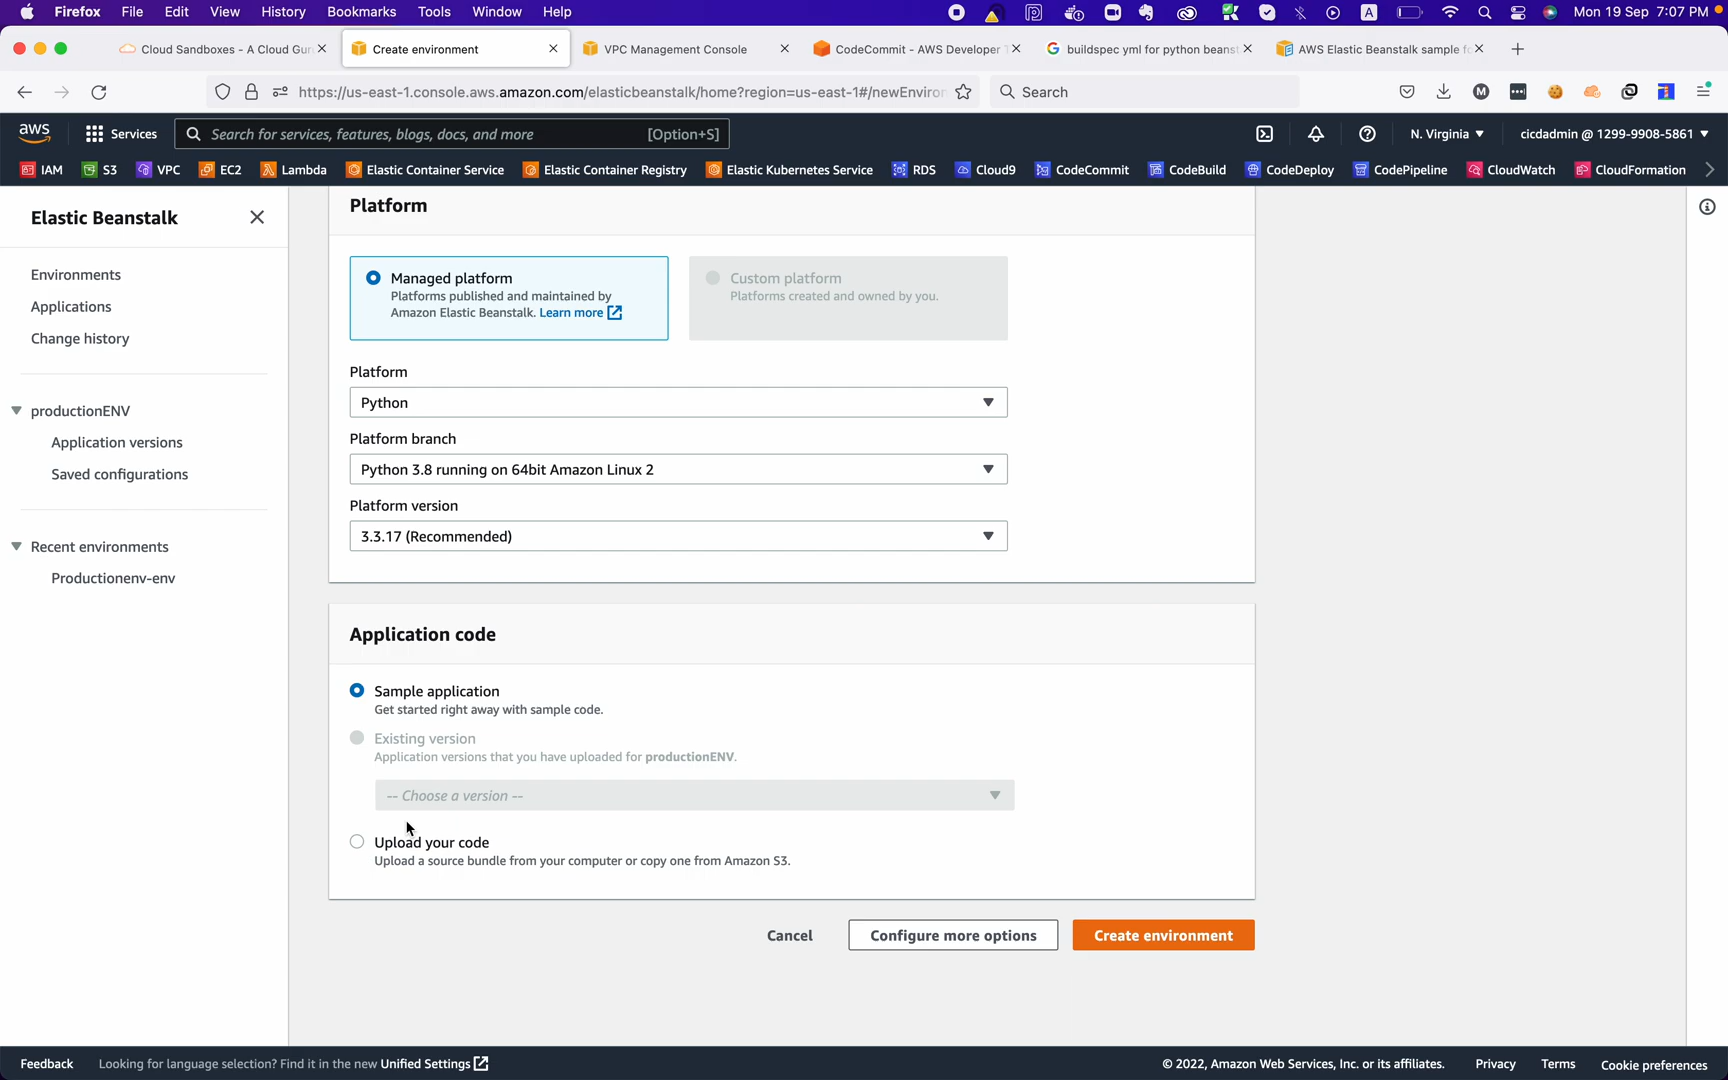 Firefox File Edit View History Bookmarks Tools Window Help Mon 19 Sep 7:07 PM
Cloud Sandboxes - A Cloud Gur Create environment VPC Management Console CodeCommit - AWS Developer T buildspec yml for python beanst AWS Elastic Beanstalk sample fo
https://us-east-1.console.aws.amazon.com/elasticbeanstalk/home?region=us-east-1#/newEnviron Search
aws Services Search for services, features, blogs, docs, and more [Option+S] N. Virginia cicdadmin @ 1299-9908-5861
IAM S3 VPC EC2 Lambda Elastic Container Service Elastic Container Registry Elastic Kubernetes Service RDS Cloud9 CodeCommit CodeBuild CodeDeploy CodePipeline CloudWatch CloudFormation
Elastic Beanstalk
Environments
Applications
Change history
productionENV
Application versions
Saved configurations
Recent environments
Productionenv-env
Platform
Managed platform
Platforms published and maintained by
Amazon Elastic Beanstalk. Learn more
Custom platform
Platforms created and owned by you.
Platform
Python
Platform branch
Python 3.8 running on 64bit Amazon Linux 2
Platform version
3.3.17 (Recommended)
Application code
Sample application
Get started right away with sample code.
Existing version
Application versions that you have uploaded for productionENV.
-- Choose a version --
Upload your code
Upload a source bundle from your computer or copy one from Amazon S3.
Cancel Configure more options Create environment
Feedback Looking for language selection? Find it in the new Unified Settings © 2022, Amazon Web Services, Inc. or its affiliates. Privacy Terms Cookie preferences